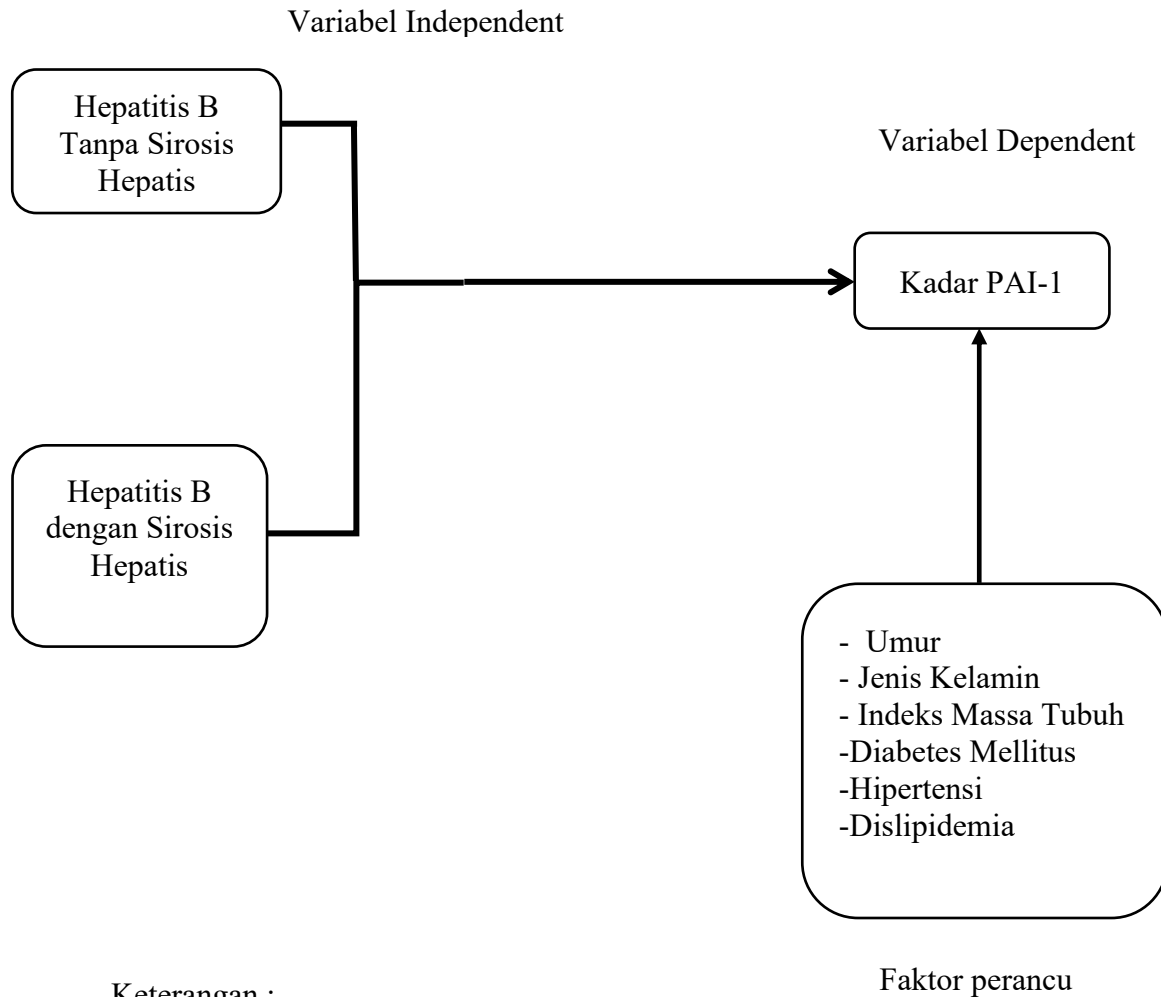 Variabel Independent
Hepatitis B
Tanpa Sirosis
Hepatis
Variabel Dependent
Kadar PAI-1
Hepatitis B
dengan Sirosis
Hepatis
- Umur
- Jenis Kelamin
- Indeks Massa Tubuh
-Diabetes Mellitus
-Hipertensi
-Dislipidemia
Faktor perancu
Keterangan :